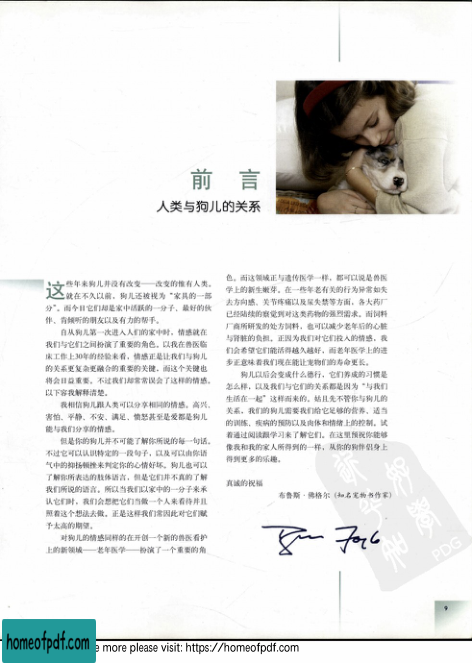 前 言
人类与狗儿的关系
这些年来狗儿并没有改变——改变的惟有人类。
就在不久以前，狗儿还被视为“家具的一部
分”。而今日它们却是家中活跃的一分子、最好的伙
伴、肯倾听的朋友以及有力的帮手。
自从狗儿第一次进入人们的家中时，情感就在
我们与它们之间扮演了重要的角色。以我在兽医临
床工作上30年的经验来看，情感正是让我们与狗儿
的关系更复杂更融合的重要的关键，而这个关键也
将会日益重要。不过我们却常常误会了这样的情感，
以下容我解释清楚。
我相信狗儿跟人类可以分享相同的情感。高兴、
害怕、平静、不安、满足、愤怒甚至是爱都是狗儿
能与我们分享的情感。
但是你的狗儿并不可能了解你所说的每一句话。
不过它可以认识特定的一段句子，以及可以由你语
气中的抑扬顿挫来判定你的心情好坏。狗儿也可以
了解你所表达的肢体语言，但是它们并不真的了解
我们所说的语言。所以当我们以家中的一分子来承
认它们时，我们会想把它们当做一个人来看待并且
照着这个想法去做。正是这样我们常因此对它们赋
予太高的期望。
对狗儿的情感同样的在开创一个新的兽医看护
上的新领域——老年医学——扮演了一个重要的角
色。而这领域正与遗传医学一样，都可以说是兽医
学上的新生嫩芽。在一些年老有关的行为异常如失
去方向感、关节疼痛以及尿失禁等方面，各大药厂
已经陆续的察觉到对这类药物的强烈需求。而饲料
厂商所研发的处方饲料，也可以减少老年后的心脏
与肾脏的负担。正因为我们对它们投入的情感，我
们会希望它们能活得越久越好，而老年医学上的进
步正意味着我们现在能让宠物们的寿命更长。
狗儿以后会变成什么德行，它们养成的习惯是
怎么样，以及我们与它们的关系都是因为“与我们
生活在一起”这样而来的。姑且先不管你与狗儿的
关系，我们的狗儿需要我们给它足够的营养、适当
的训练、疾病的预防以及肉体和情绪上的控制。试
着通过阅读跟学习来了解它们。在这里预祝你能够
像我和我的家人所得到的一样，从你的狗伴侣身上
得到更多的乐趣。
真诚的祝福
布鲁斯·佛格尔（知名宠物书作家）
PDG
9
homeofpdf.com
e more please visit: https://homeofpdf.com